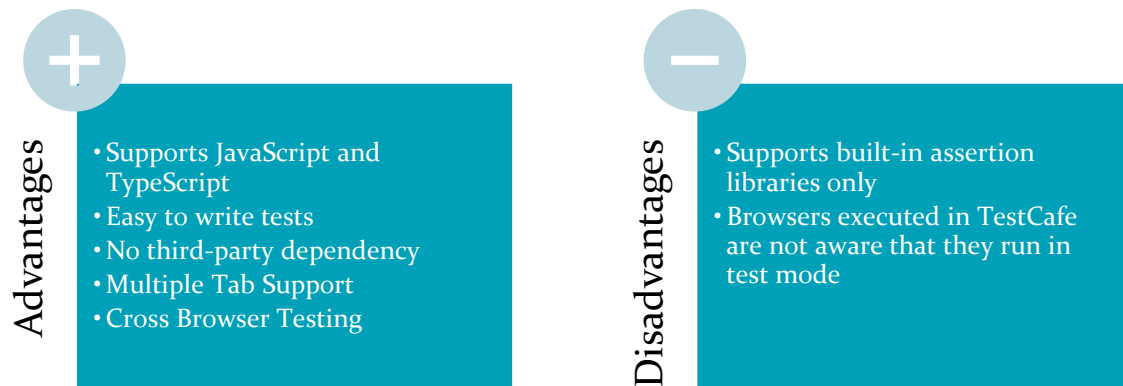 Advantages
• Supports JavaScript and
TypeScript
• Easy to write tests
• No third-party dependency
• Multiple Tab Support
• Cross Browser Testing
Disadvantages
• Supports built-in assertion
libraries only
• Browsers executed in TestCafe
are not aware that they run in
test mode